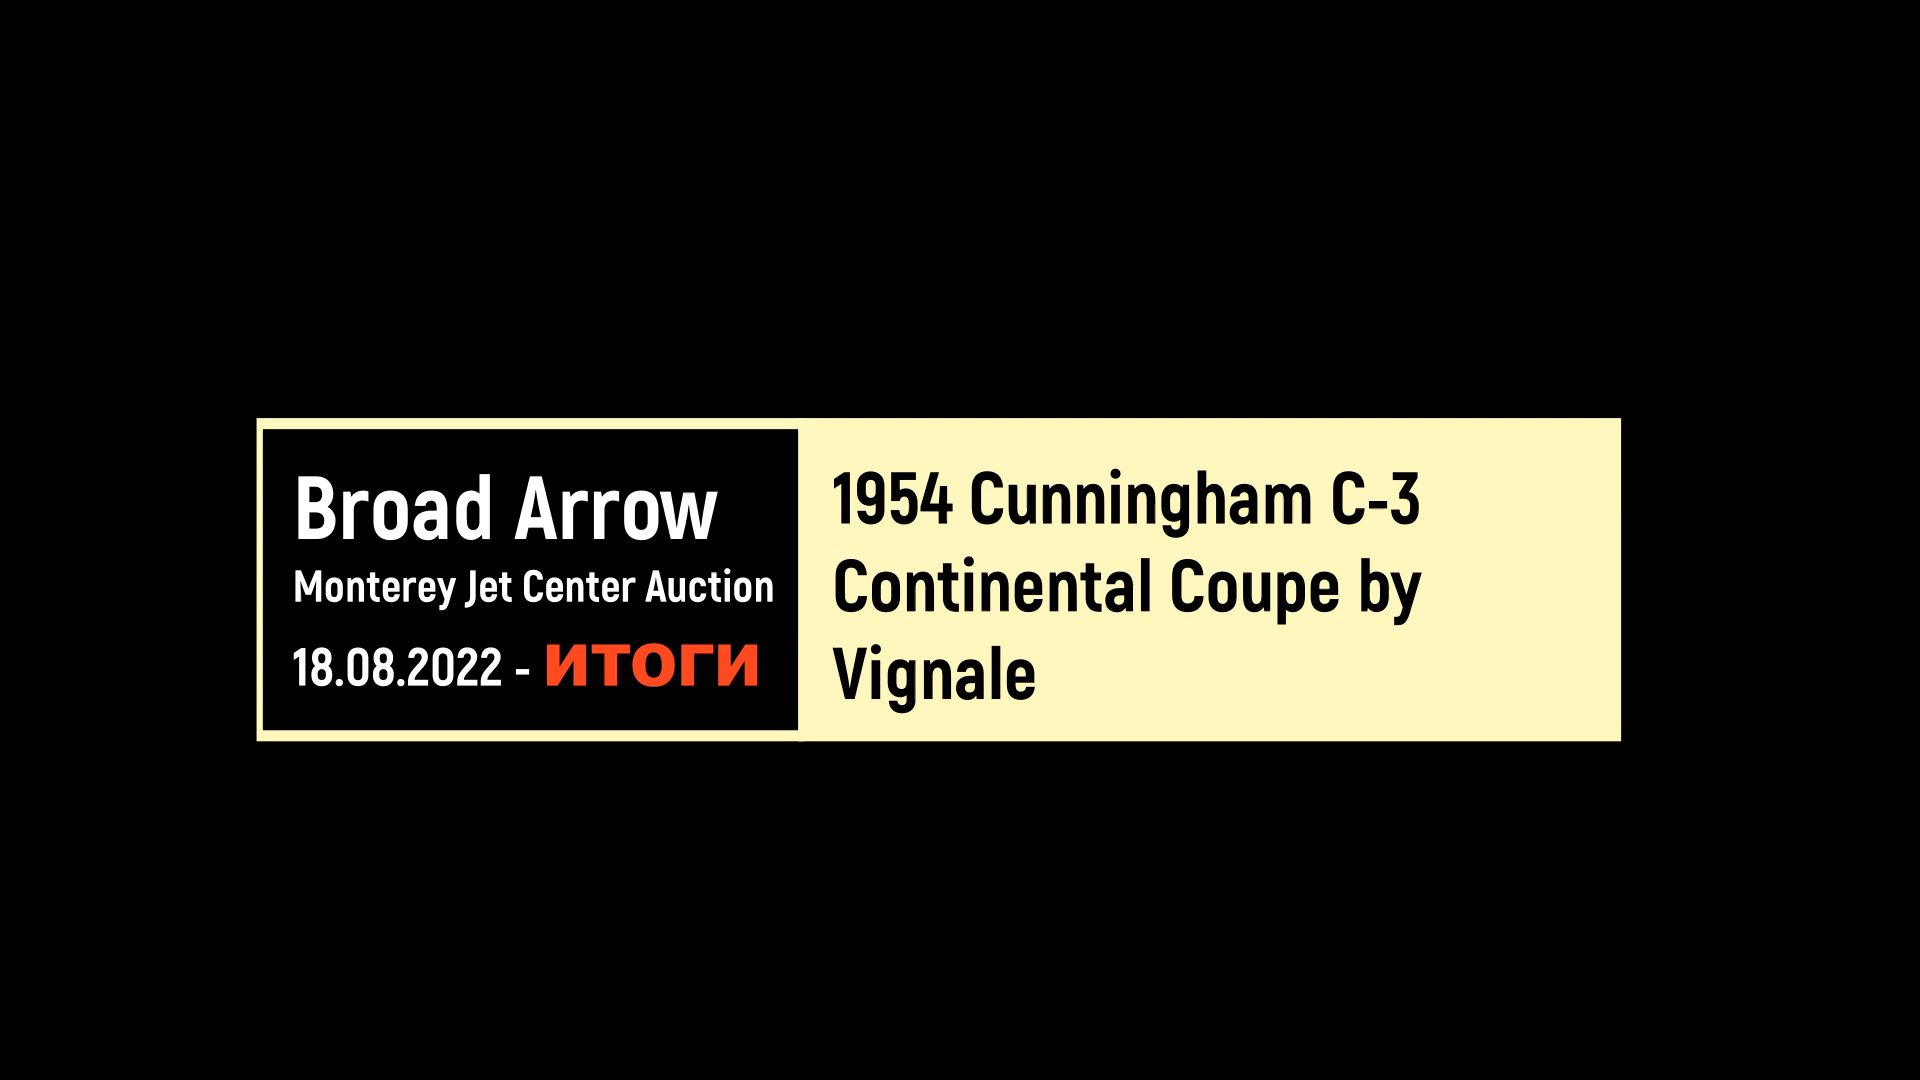 Broad Arrow
Monterey Jet Center Auction
18.08.2022 - ИТОГИ
1954 Cunningham C-3
Continental Coupe by
Vignale